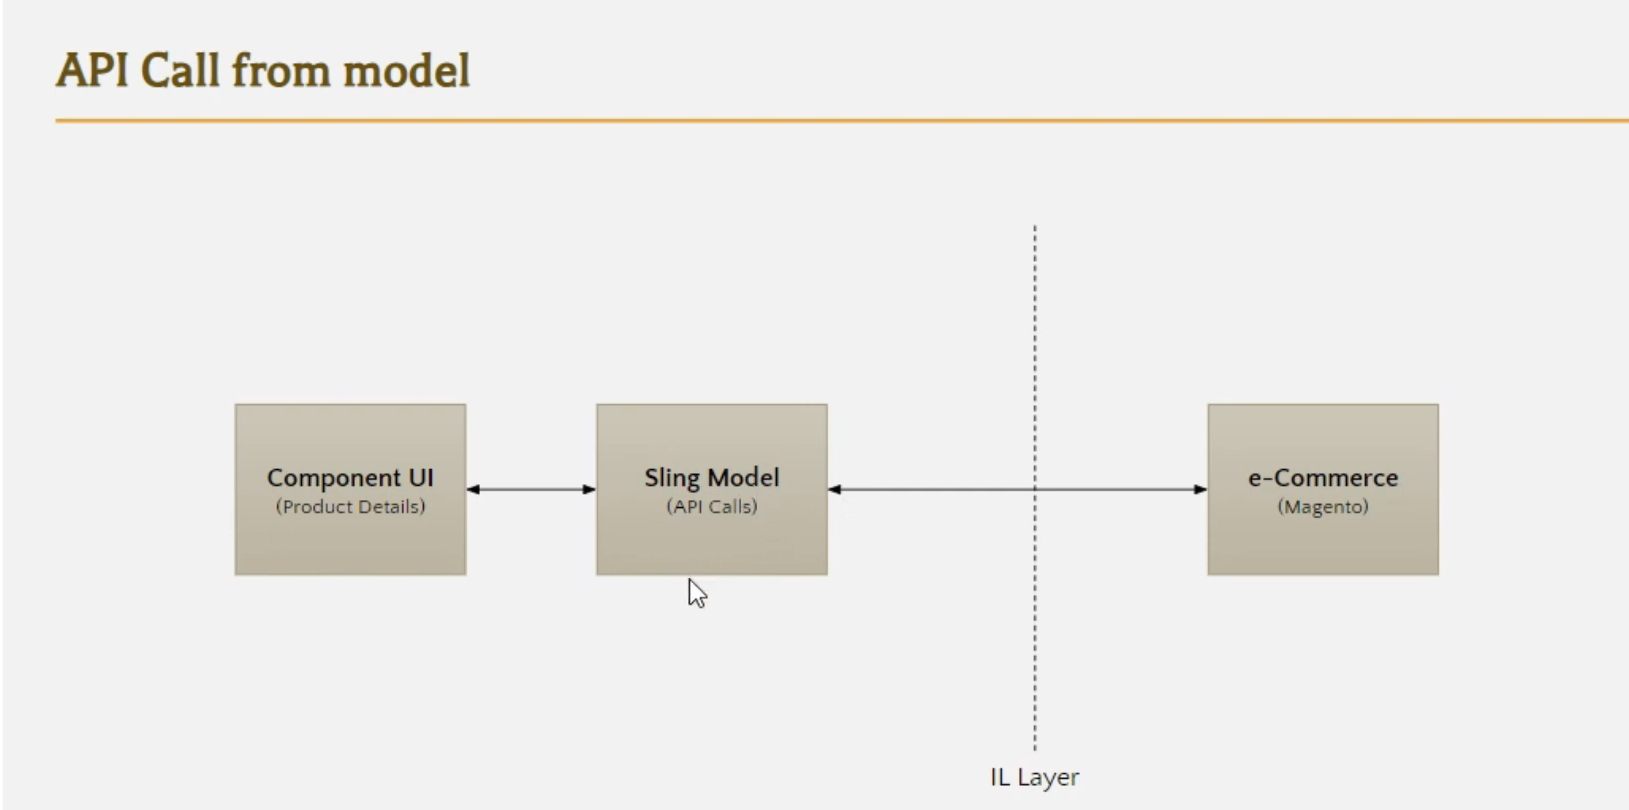 API Call from model
Component UI
(Product Details)
Sling Model
(API Calls)
e-Commerce
(Magento)
IL Layer